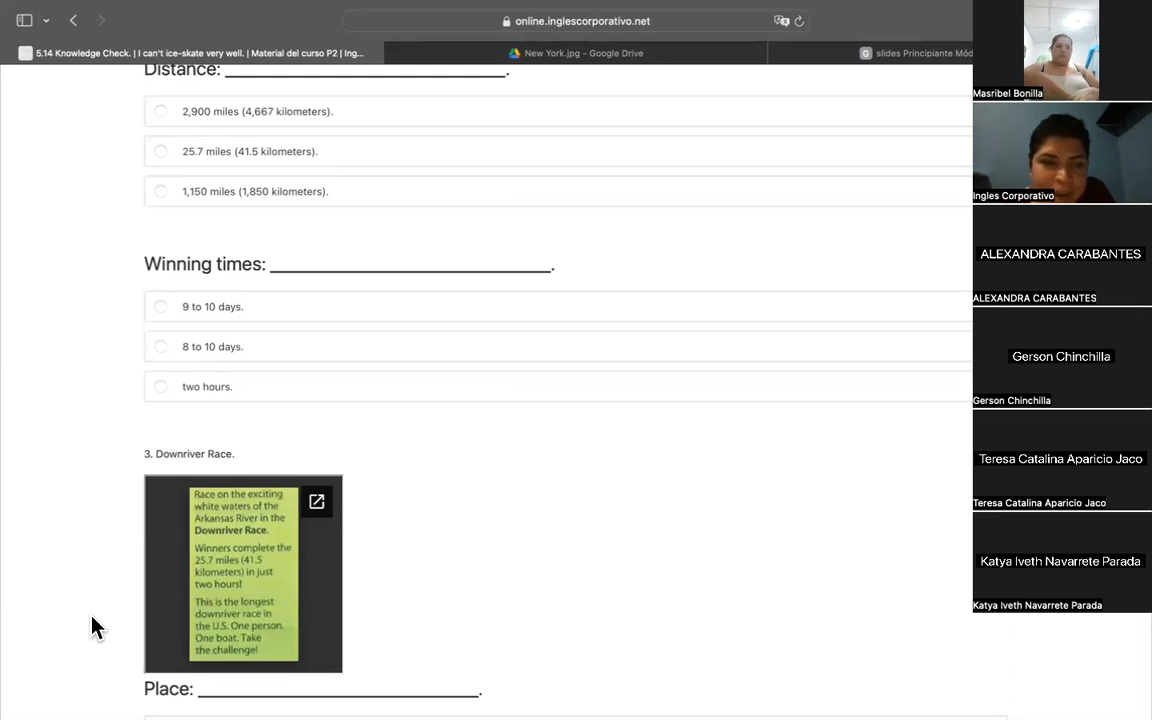 online.inglescorporativo.net
5.14 Knowledge Check. | I can't ice-skate very well. | Material del curso P2 | Ing...
New York.jpg - Google Drive
G
slides Principiante Mód
Distance: ____________________________.
2,900 miles (4,667 kilometers).
25.7 miles (41.5 kilometers).
1,150 miles (1,850 kilometers).
Winning times: ____________________________.
9 to 10 days.
8 to 10 days.
two hours.
3. Downriver Race.
Race on the exciting
white waters of the
Arkansas River in the
Downriver Race.
Winners complete the
25.7 miles (41.5
kilometers) in just
two hours!
This is the longest
downriver race in
the U.S. One person.
One boat. Take
the challenge!
Place: ____________________________.
Masribel Bonilla
Ingles Corporativo
ALEXANDRA CARABANTES
ALEXANDRA CARABANTES
Gerson Chinchilla
Gerson Chinchilla
Teresa Catalina Aparicio Jaco
Teresa Catalina Aparicio Jaco
Katya Iveth Navarrete Parada
Katya Iveth Navarrete Parada